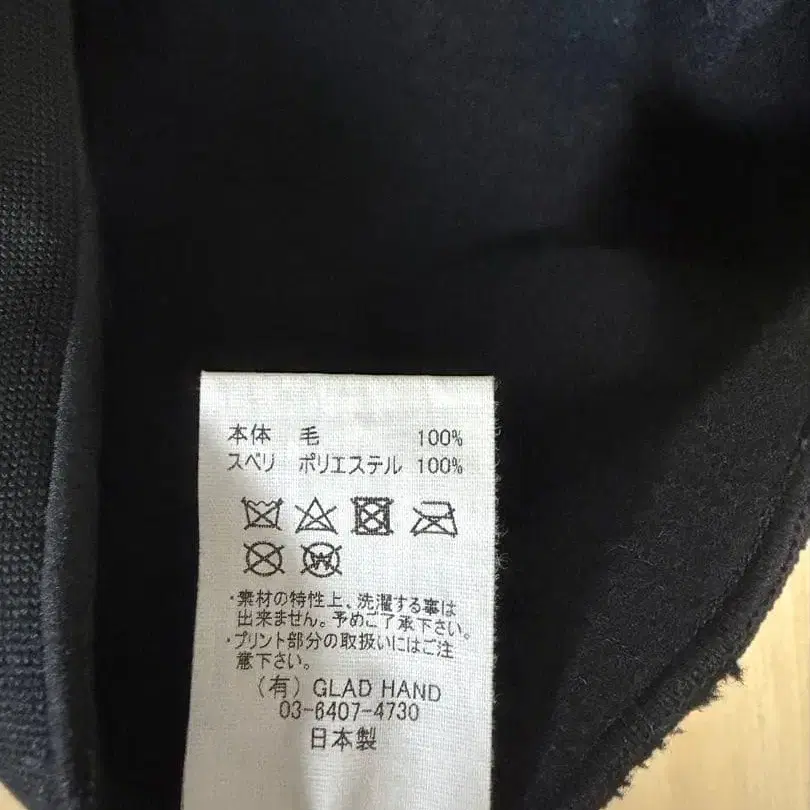 本体 毛 100%
スベリ ポリエステル 100%
W
・素材の特性上、洗濯する事は
出来ません。予めご了承下さい。
・プリント部分の取扱いにはご注
意下さい。
（有）GLAD HAND
03-6407-4730
日本製